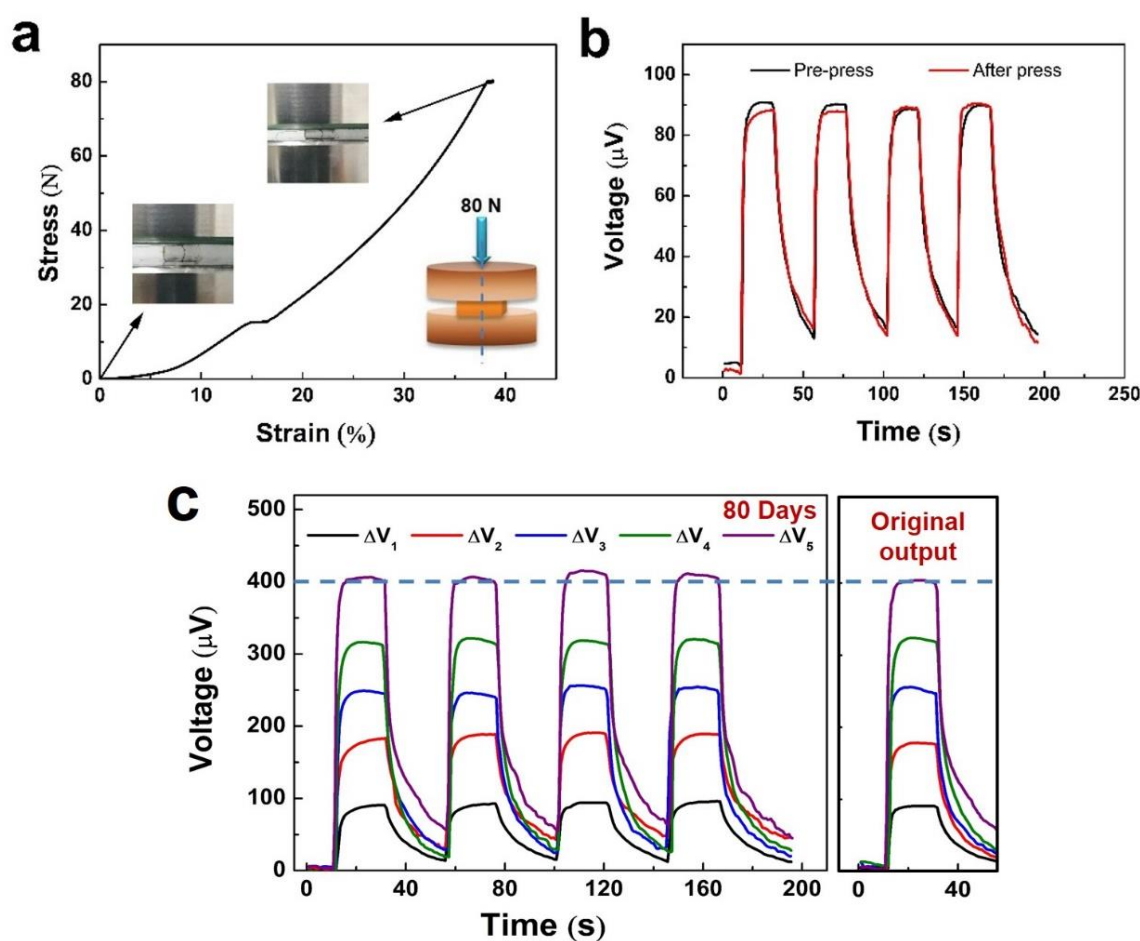 a
Stress (N)
80
60
40
20
0
0 10 20 30 40
Strain (%)
80 N
b
Voltage (μV)
100
80
60
40
20
0
Pre-press After press
0 50 100 150 200 250
Time (s)
c
Voltage (μV)
500
400
300
200
100
0
80 Days
ΔV1 ΔV2 ΔV3 ΔV4 ΔV5
0 40 80 120 160 200
Time (s)
Original
output
0 40